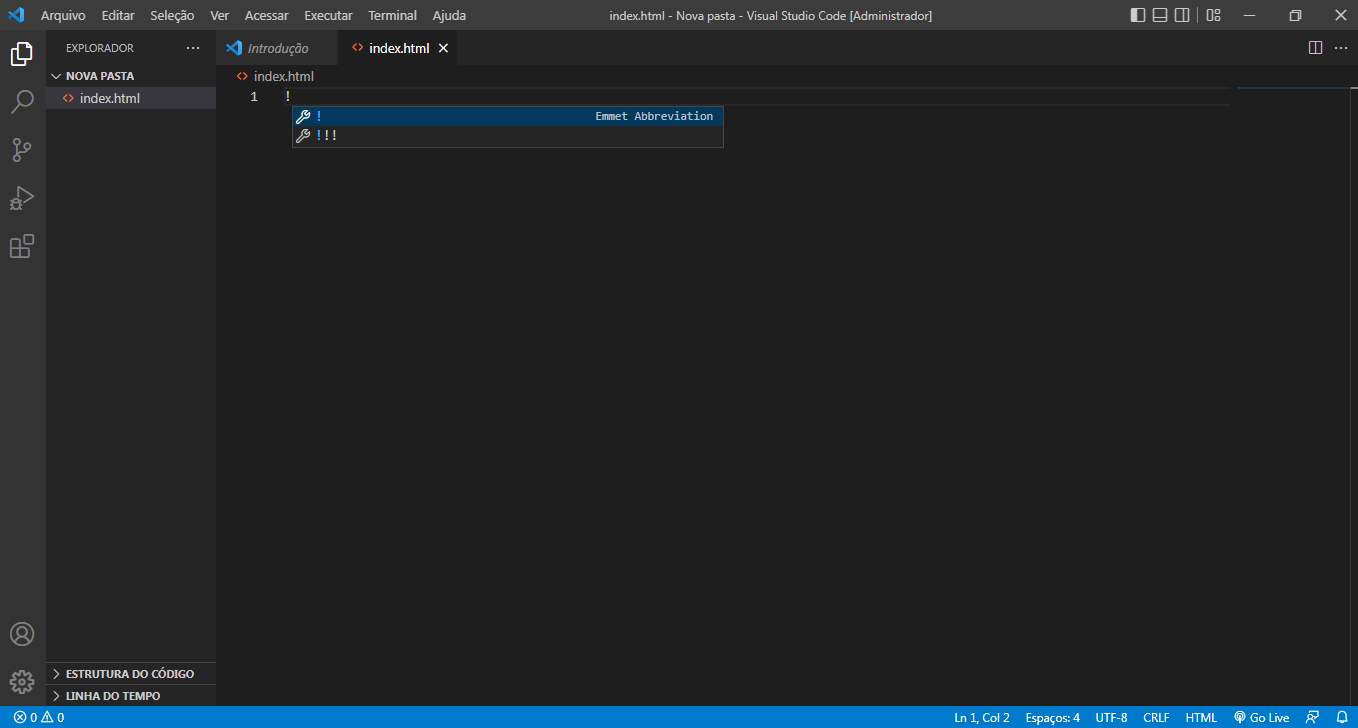 Arquivo Editar Seleção Ver Acessar Executar Terminal Ajuda index.html - Nova pasta - Visual Studio Code [Administrador]
EXPLORADOR
Introdução index.html
NOVA PASTA
index.html
index.html
1 !
! Emmet Abbreviation
!!!
ESTRUTURA DO CÓDIGO
LINHA DO TEMPO
0 0 Ln 1, Col 2 Espaços: 4 UTF-8 CRLF HTML Go Live